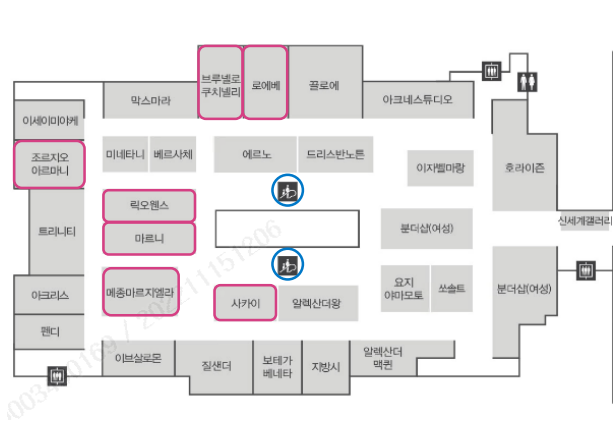 브루넬로
쿠치넬리
로에베
끌로에
막스마라
아크네스튜디오
이세이미야케
조르지오
아르마니
미네타니
베르사체
에르노
드리스반노튼
이자벨마랑
호라이즌
릭오웬스
마르니
트리니티
분더샵(여성)
신세계갤러리
메종마르지엘라
사카이
알렉산더왕
요지
야마모토
쏘솔트
분더샵(여성)
아크리스
펜디
이브살로몬
질샌더
보테가
베네타
지방시
알렉산더
맥퀸